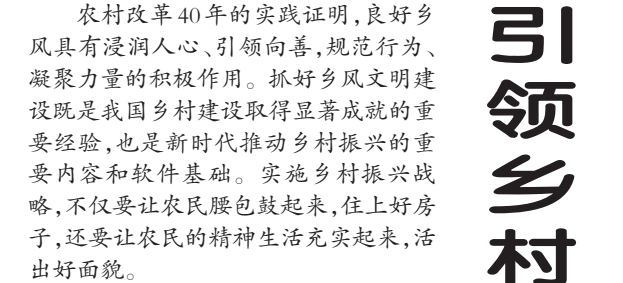 农村改革40年的实践证明,良好乡
风具有浸润人心、引领向善,规范行为、
凝聚力量的积极作用。抓好乡风文明建
设既是我国乡村建设取得显著成就的重
要经验,也是新时代推动乡村振兴的重
要内容和软件基础。实施乡村振兴战
略,不仅要让农民腰包鼓起来,住上好房
子,还要让农民的精神生活充实起来,活
出好面貌。
引领乡村